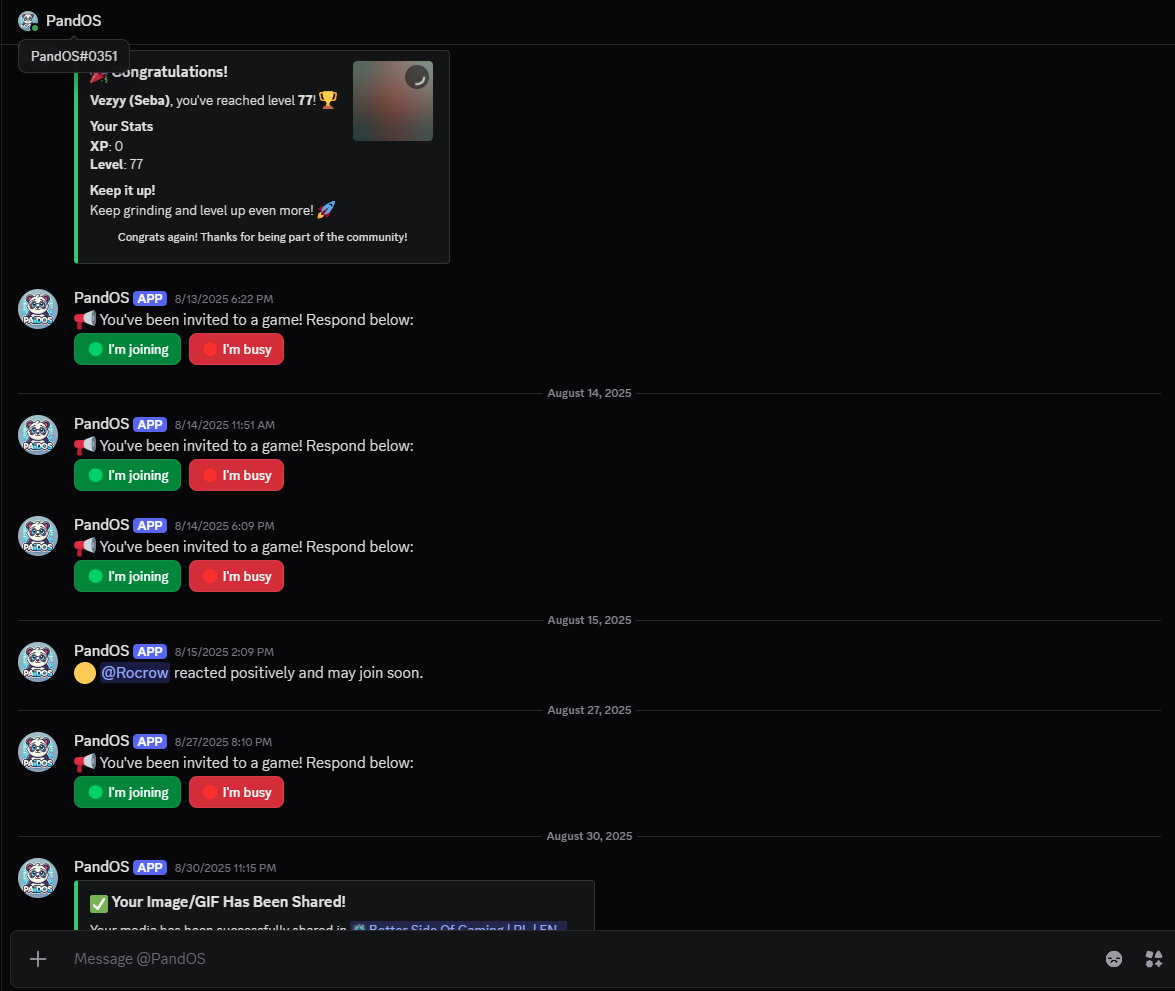 PandOS
PandOS#0351
Congratulations!
Vezyy (Seba), you've reached level 77!
Your Stats
XP: 0
Level: 77
Keep it up!
Keep grinding and level up even more!
Congrats again! Thanks for being part of the community!
PandOS APP 8/13/2025 6:22 PM
You've been invited to a game! Respond below:
I'm joining I'm busy
August 14, 2025
PandOS APP 8/14/2025 11:51 AM
You've been invited to a game! Respond below:
I'm joining I'm busy
PandOS APP 8/14/2025 6:09 PM
You've been invited to a game! Respond below:
I'm joining I'm busy
August 15, 2025
PandOS APP 8/15/2025 2:09 PM
@Rocrow reacted positively and may join soon.
August 27, 2025
PandOS APP 8/27/2025 8:10 PM
You've been invited to a game! Respond below:
I'm joining I'm busy
August 30, 2025
PandOS APP 8/30/2025 11:15 PM
Your Image/GIF Has Been Shared!
Your media has been successfully shared in Better Side Of Gaming | PL | EN
Message @PandOS